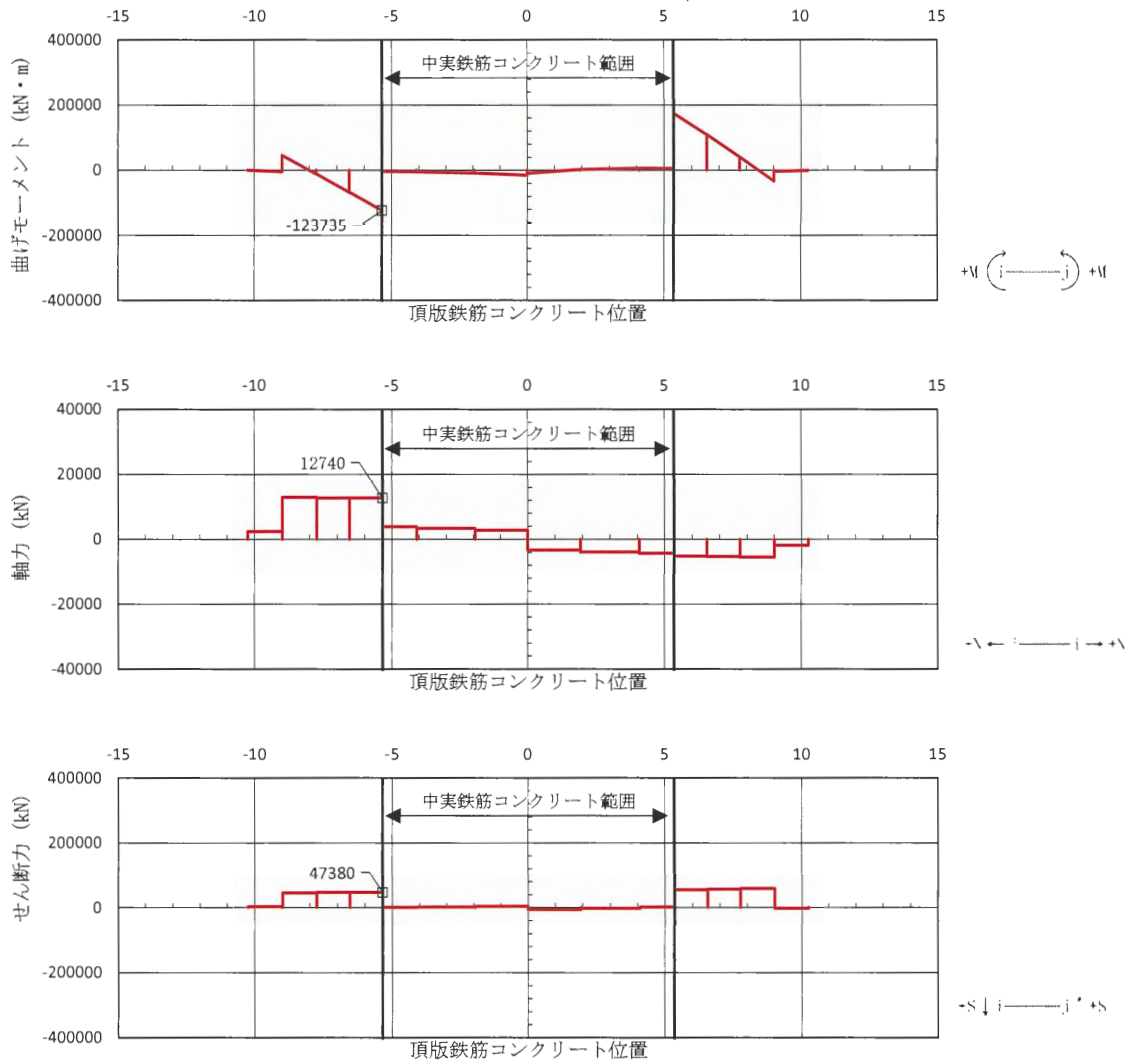 -15 -10 -5 0 5 10 15
400000
中実鉄筋コンクリート範囲
200000
0
-123735
-200000
-400000
曲げモーメント (kN・m)
頂版鉄筋コンクリート位置
+M i j +M
-15 -10 -5 0 5 10 15
40000
中実鉄筋コンクリート範囲
12740
20000
0
-20000
-40000
軸力 (kN)
頂版鉄筋コンクリート位置
-15 -10 -5 0 5 10 15
400000
中実鉄筋コンクリート範囲
200000
47380
0
-200000
-400000
せん断力 (kN)
頂版鉄筋コンクリート位置